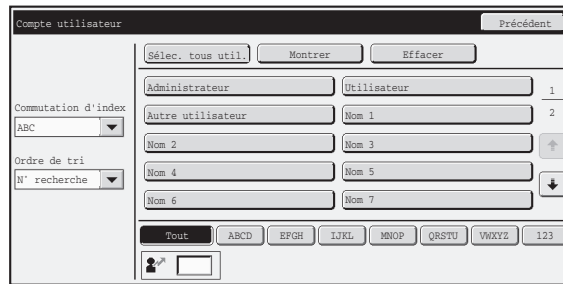 Compte utilisateur
Précédent
Sélec. tous util.
Montrer
Effacer
Administrateur
Utilisateur
1
Commutation d'index
Autre utilisateur
Nom 1
2
ABC
Nom 2
Nom 3
Ordre de tri
Nom 4
Nom 5
N° recherche
Nom 6
Nom 7
Tout
ABCD
EFGH
IJKL
MNOP
QRSTU
VWXYZ
123